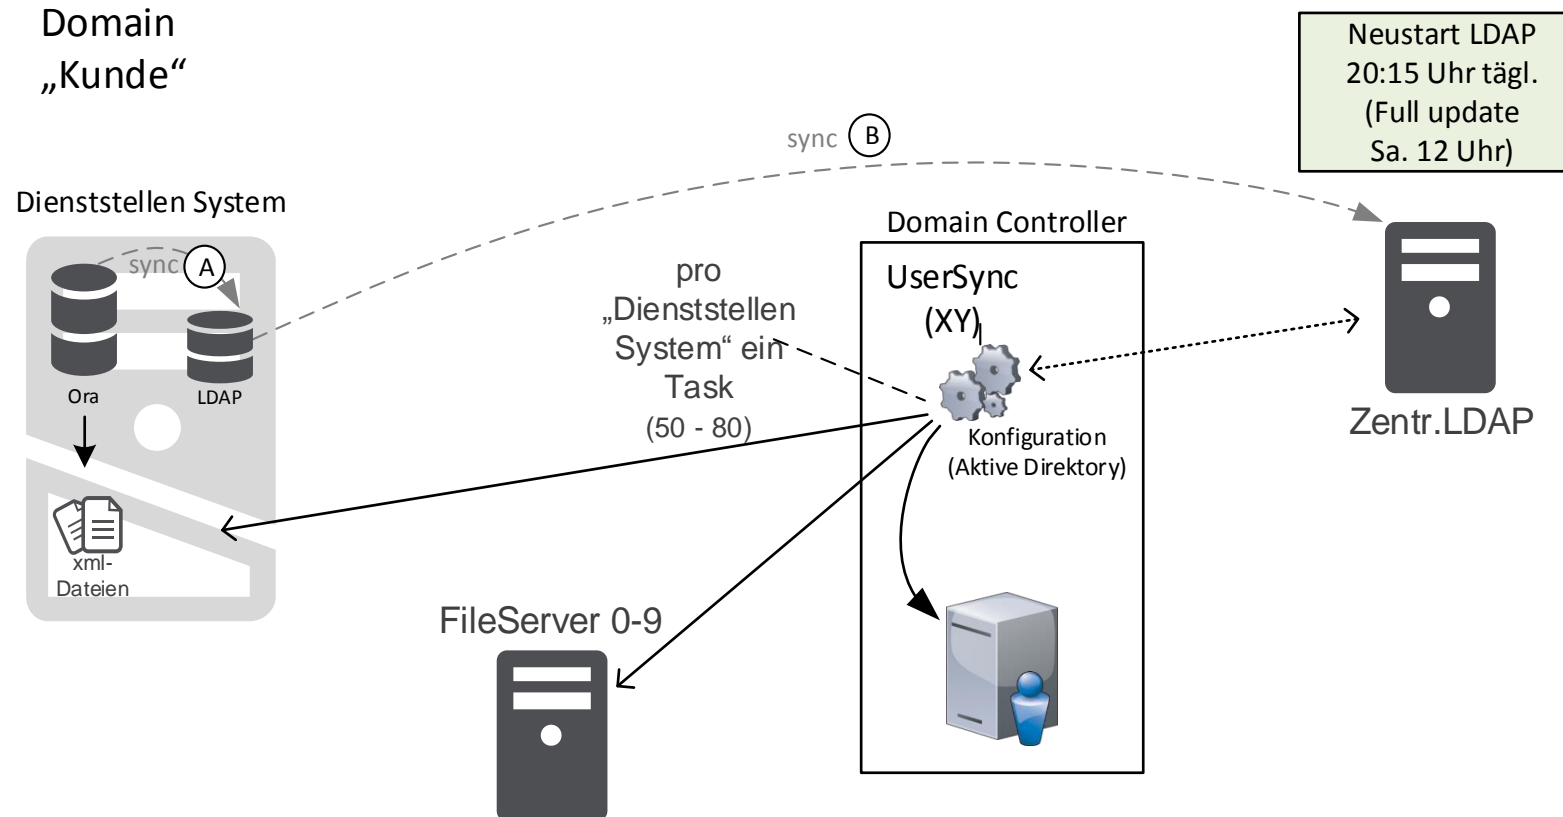 Domain
„Kunde“
Neustart LDAP
20:15 Uhr tägl.
(Full update
Sa. 12 Uhr)
sync B
Dienststellen System
sync A
Ora
LDAP
xml-
Dateien
pro
„Dienststellen
System“ ein
Task
(50 - 80)
Domain Controller
UserSync
(XY)
Konfiguration
(Aktive Direktory)
Zentr.LDAP
FileServer 0-9